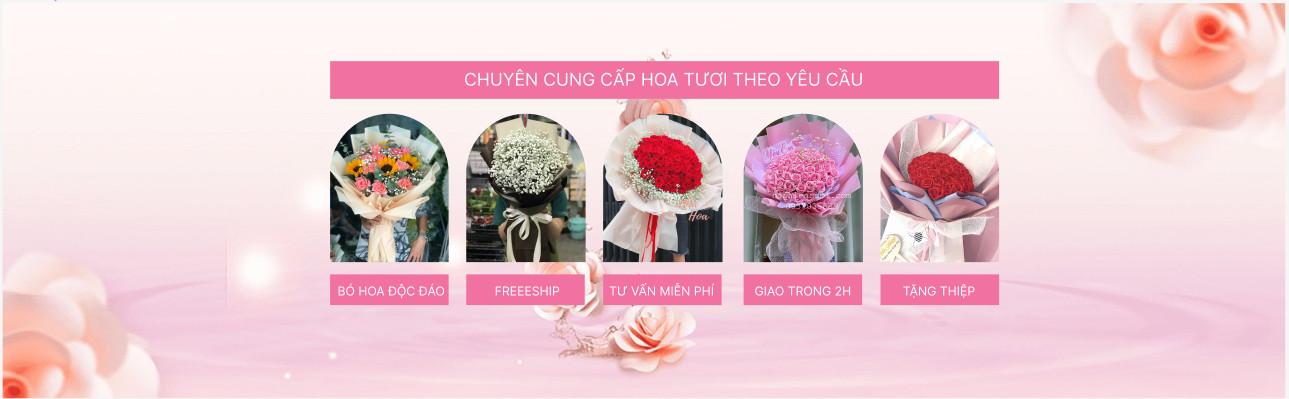 CHUYÊN CUNG CẤP HOA TƯƠI THEO YÊU CẦU
Hoa
BÓ HOA ĐỘC ĐÁO
FREEESHIP
TƯ VẤN MIỄN PHÍ
GIAO TRONG 2H
TẶNG THIỆP